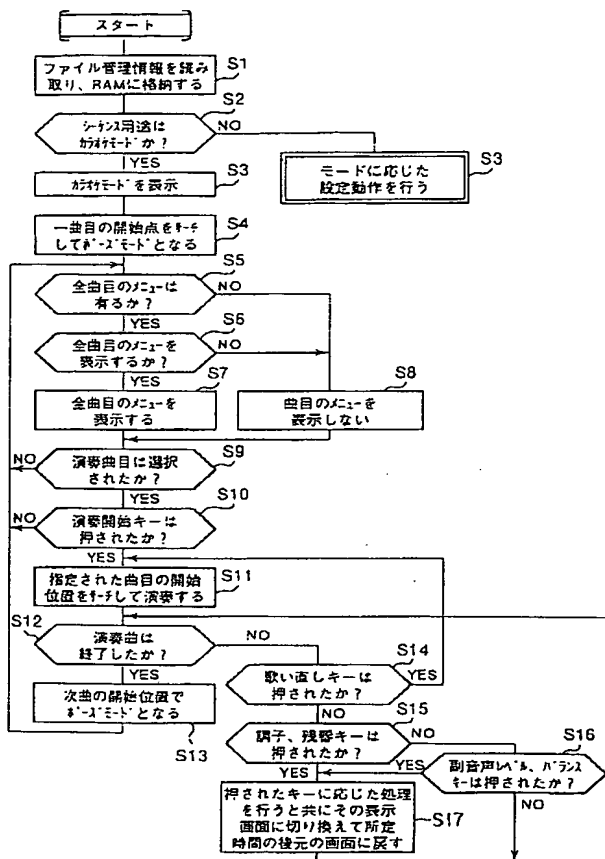 スタート
S1
ファイル管理情報を読み
取り、RAMに格納する
S2
シーケンス用途は
カラオケモードか？
NO
YES
S3
カラオケモードを表示
S3
モードに応じた
設定動作を行う
S4
一曲目の開始点をサーチ
してポーズモードとなる
S5
全曲目のメニューは
有るか？
NO
YES
S6
全曲目のメニューを
表示するか？
NO
YES
S7
全曲目のメニューを
表示する
S8
曲目のメニューを
表示しない
S9
演奏曲目は選択
されたか？
NO
YES
S10
演奏開始キーは
押されたか？
NO
YES
S11
指定された曲目の開始
位置をサーチして演奏する
S12
演奏曲は
終了したか？
NO
YES
S13
次曲の開始位置で
ポーズモードとなる
S14
歌い直しキーは
押されたか？
YES
NO
S15
調子、残響キーは
押されたか？
NO
YES
S16
副音声レベル、バランス
キーは押されたか？
YES
NO
S17
押されたキーに応じた処理
を行うと共にその表示
画面に切り換えて所定
時間の後元の画面に戻す